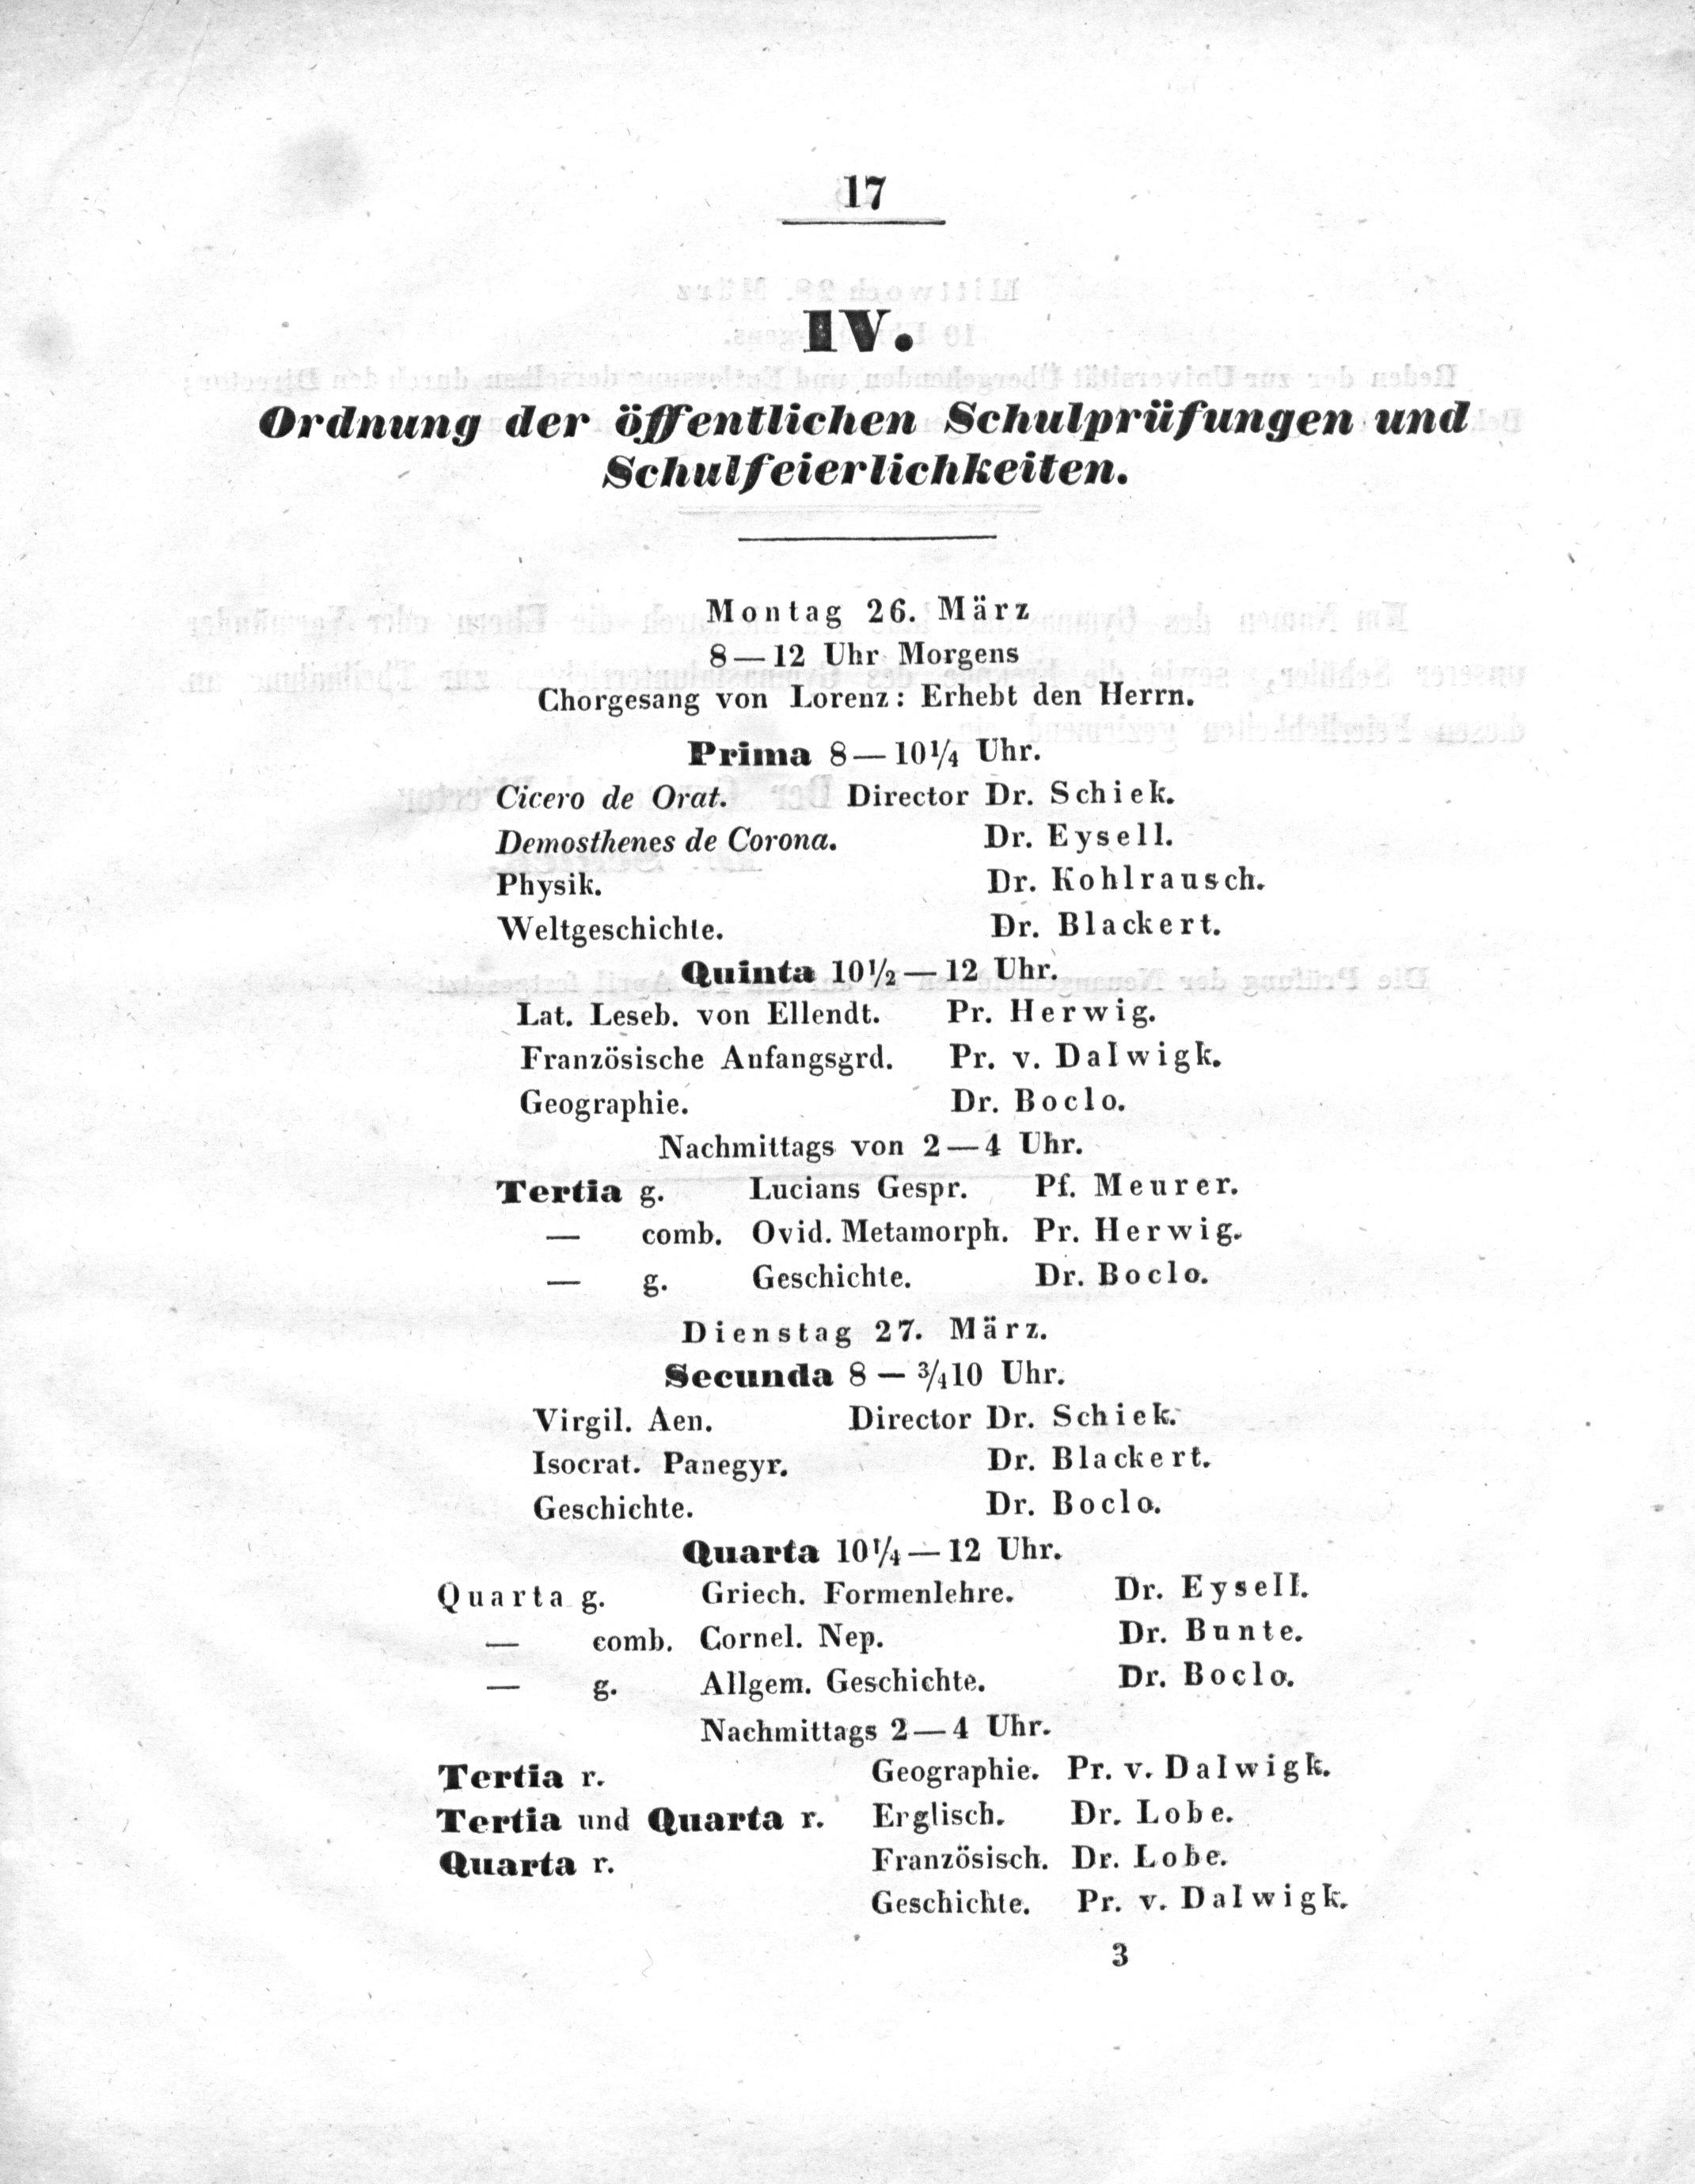 17
IV.
Ordnung der öffentlichen Schulprüfungen und
Schulfeierlichkeiten.
Montag 26. März
8—12 Uhr Morgens
Chorgesang von Lorenz: Erhebt den Herrn.
Prima 8—10¼ Uhr.
Cicero de Orat. Director Dr. Schiek.
Demosthenes de Corona. Dr. Eysell.
Physik. Dr. Kohlrausch.
Weltgeschichte. Dr. Blackert.
Quinta 10½—12 Uhr.
Lat. Leseb. von Ellendt. Pr. Herwig.
Französische Anfangsgrd. Pr. v. Dalwigk.
Geographie. Dr. Boclo.
Nachmittags von 2—4 Uhr.
Tertia g. Lucians Gespr. Pf. Meurer.
— comb. Ovid. Metamorph. Pr. Herwig.
— g. Geschichte. Dr. Boclo.
Dienstag 27. März.
Secunda 8 — ¾10 Uhr.
Virgil. Aen. Director Dr. Schiek.
Isocrat. Panegyr. Dr. Blackert.
Geschichte. Dr. Boclo.
Quarta 10¼—12 Uhr.
Quarta g. Griech. Formenlehre. Dr. Eysell.
— comb. Cornel. Nep. Dr. Bunte.
— g. Allgem. Geschichte. Dr. Boclo.
Nachmittags 2—4 Uhr.
Tertia r. Geographie. Pr. v. Dalwigk.
Tertia und Quarta r. Erglisch. Dr. Lobe.
Quarta r. Französisch. Dr. Lobe.
Geschichte. Pr. v. Dalwigk.
3